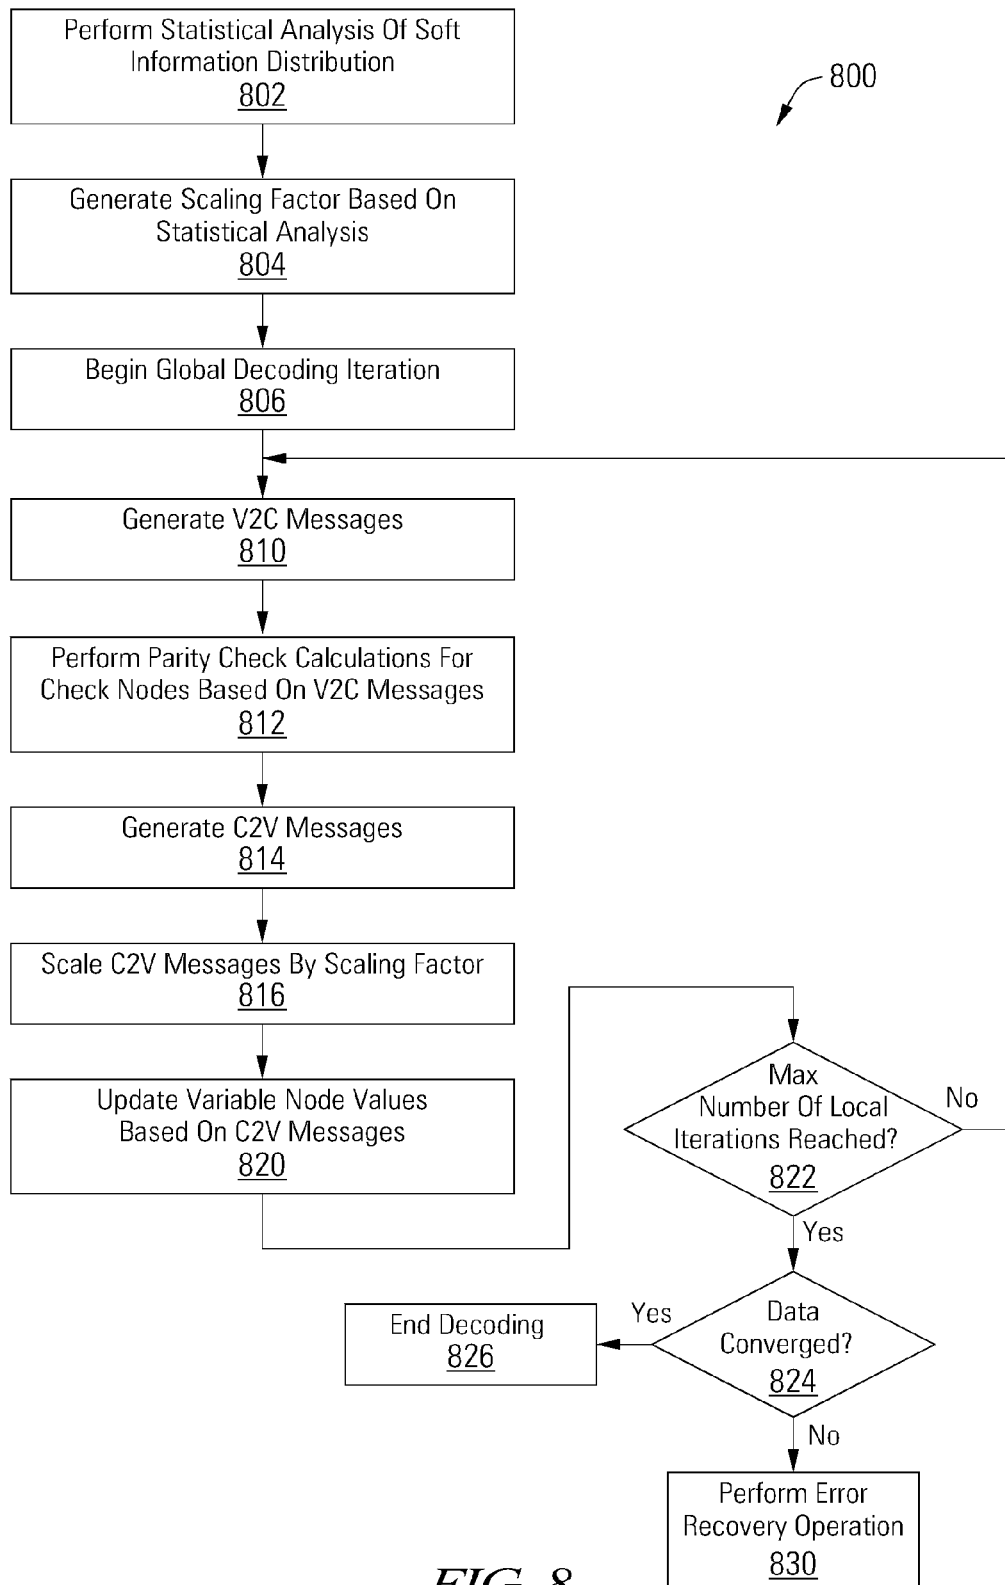 Perform Statistical Analysis Of Soft
Information Distribution
802
800
Generate Scaling Factor Based On
Statistical Analysis
804
Begin Global Decoding Iteration
806
Generate V2C Messages
810
Perform Parity Check Calculations For
Check Nodes Based On V2C Messages
812
Generate C2V Messages
814
Scale C2V Messages By Scaling Factor
816
Update Variable Node Values
Based On C2V Messages
820
Max
Number Of Local
Iterations Reached?
822
No
Yes
Data
Converged?
824
Yes
End Decoding
826
No
Perform Error
Recovery Operation
830
FIG. 8